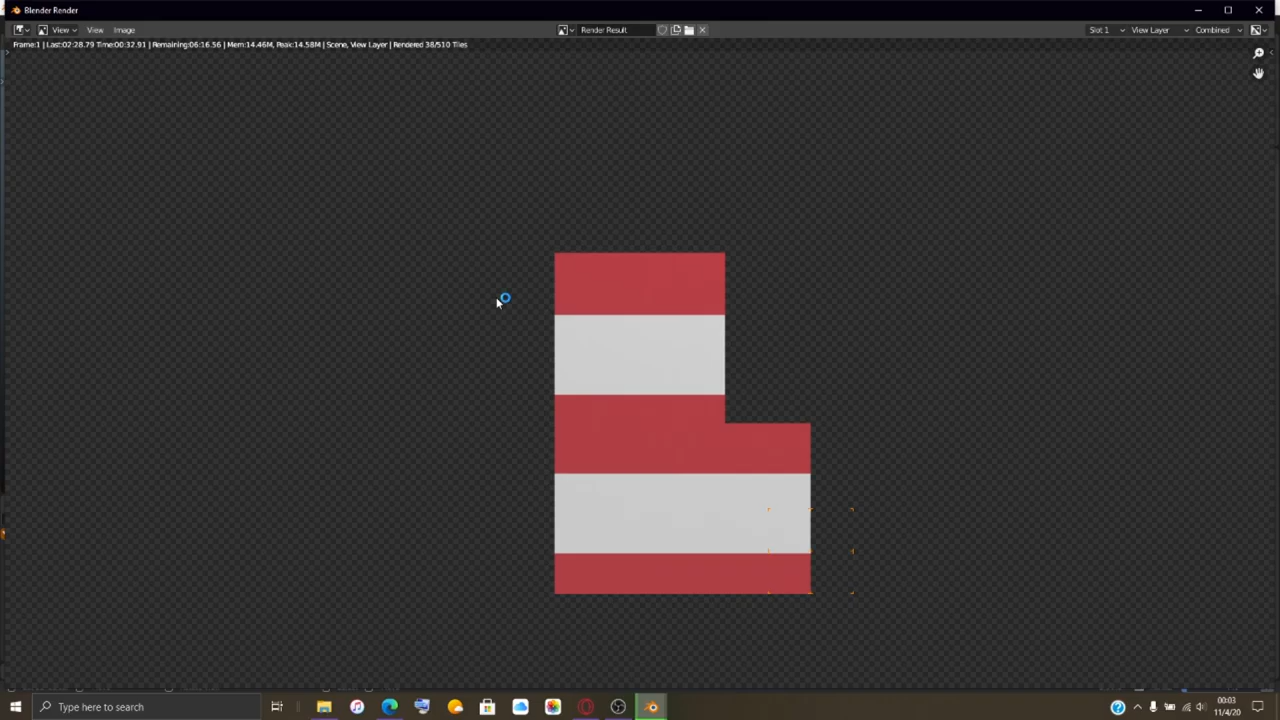 Blender Render
View View Image Render Result Slot 1 View Layer Combined
Frame:1 | Last:02:28.79 Time:00:32.91 | Remaining:06:16.56 | Mem:14.46M, Peak:14.58M | Scene, View Layer | Rendered 38/510 Tiles
Type here to search
00:03
11/4/20